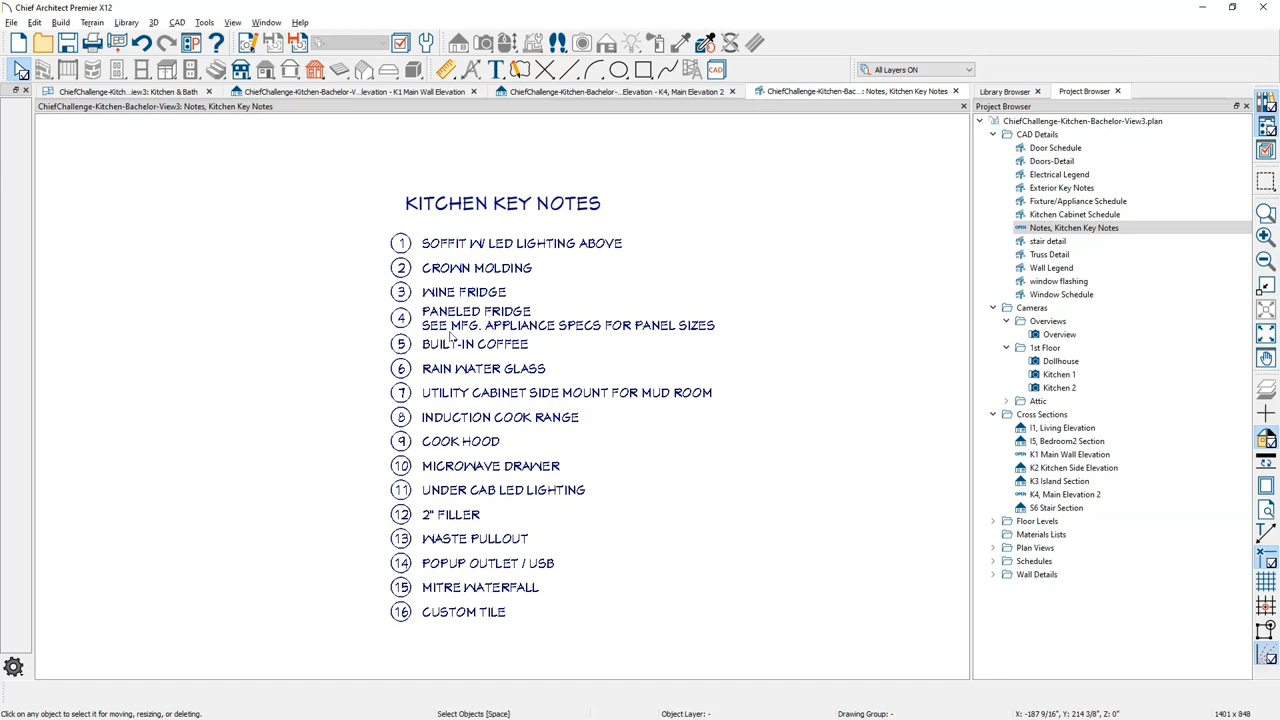 Chief Architect Premier X12
File Edit Build Terrain Library 3D CAD Tools View Window Help
All Layers ON
ChiefChallenge-Kitchen...iew3: Kitchen & Bath
ChiefChallenge-Kitchen-Bachelor-V...levation - K1 Main Wall Elevation
ChiefChallenge-Kitchen-Bachelor-...Elevation - K4, Main Elevation 2
ChiefChallenge-Kitchen-Bac...: Notes, Kitchen Key Notes
Library Browser
Project Browser
ChiefChallenge-Kitchen-Bachelor-View3: Notes, Kitchen Key Notes
Project Browser
KITCHEN KEY NOTES
1 SOFFIT W/ LED LIGHTING ABOVE
2 CROWN MOLDING
3 WINE FRIDGE
4 PANELED FRIDGE
SEE MFG. APPLIANCE SPECS FOR PANEL SIZES
5 BUILT-IN COFFEE
6 RAIN WATER GLASS
7 UTILITY CABINET SIDE MOUNT FOR MUD ROOM
8 INDUCTION COOK RANGE
9 COOK HOOD
10 MICROWAVE DRAWER
11 UNDER CAB LED LIGHTING
12 2" FILLER
13 WASTE PULLOUT
14 POPUP OUTLET / USB
15 MITRE WATERFALL
16 CUSTOM TILE
ChiefChallenge-Kitchen-Bachelor-View3.plan
CAD Details
Door Schedule
Doors-Detail
Electrical Legend
Exterior Key Notes
Fixture/Appliance Schedule
Kitchen Cabinet Schedule
OPEN Notes, Kitchen Key Notes
stair detail
Truss Detail
Wall Legend
window flashing
Window Schedule
Cameras
Overviews
Overview
1st Floor
Dollhouse
Kitchen 1
Kitchen 2
Attic
Cross Sections
I1, Living Elevation
I5, Bedroom2 Section
OPEN K1 Main Wall Elevation
K2 Kitchen Side Elevation
K3 Island Section
OPEN K4, Main Elevation 2
S6 Stair Section
Floor Levels
Materials Lists
Plan Views
Schedules
Wall Details
Click on any object to select it for moving, resizing, or deleting.
Select Objects [Space]
Object Layer: -
Drawing Group: -
X: -187 9/16", Y: 214 3/8", Z: 0"
1401 x 848